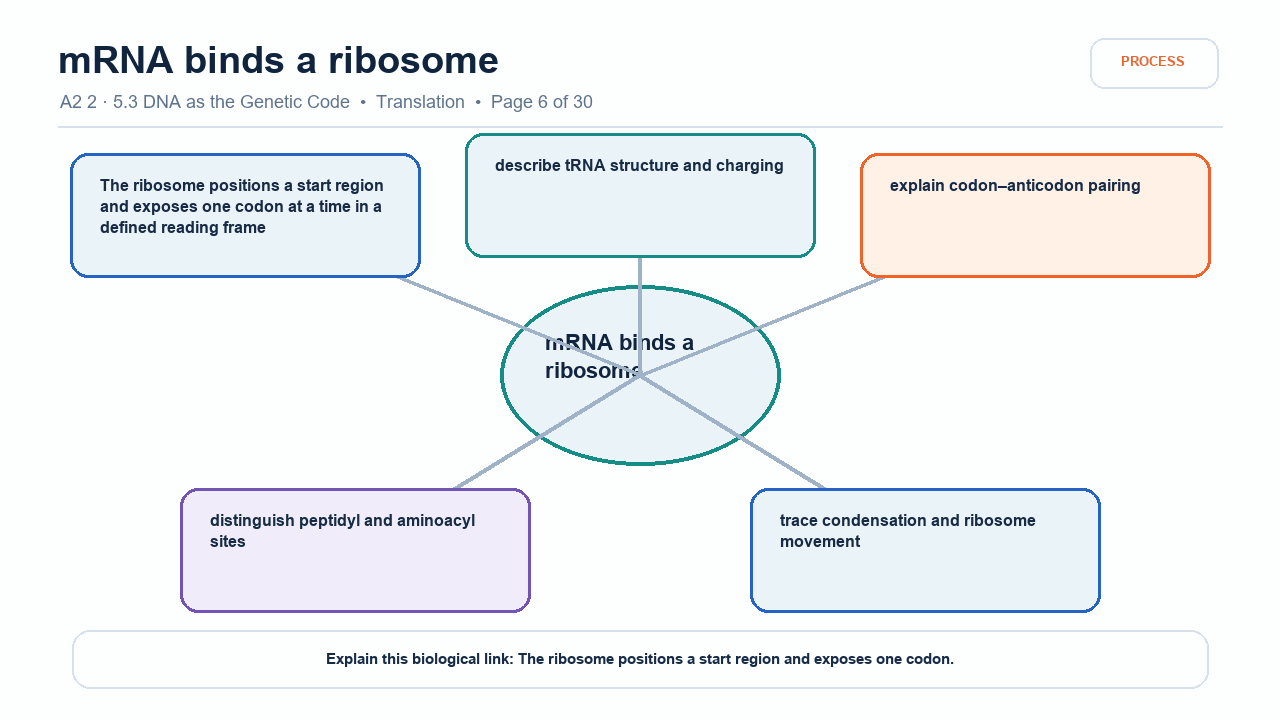 mRNA binds a ribosome
PROCESS
A2 2 · 5.3 DNA as the Genetic Code • Translation • Page 6 of 30
The ribosome positions a start region
and exposes one codon at a time in a
defined reading frame
describe tRNA structure and charging
explain codon–anticodon pairing
mRNA binds a
ribosome
distinguish peptidyl and aminoacyl
sites
trace condensation and ribosome
movement
Explain this biological link: The ribosome positions a start region and exposes one codon.